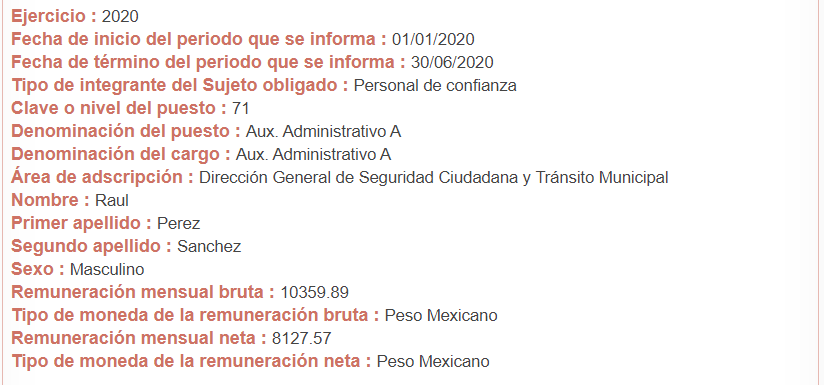 Ejercicio : 2020
Fecha de inicio del periodo que se informa : 01/01/2020
Fecha de término del periodo que se informa : 30/06/2020
Tipo de integrante del Sujeto obligado : Personal de confianza
Clave o nivel del puesto : 71
Denominación del puesto : Aux. Administrativo A
Denominación del cargo : Aux. Administrativo A
Área de adscripción : Dirección General de Seguridad Ciudadana y Tránsito Municipal
Nombre : Raul
Primer apellido : Perez
Segundo apellido : Sanchez
Sexo : Masculino
Remuneración mensual bruta : 10359.89
Tipo de moneda de la remuneración bruta : Peso Mexicano
Remuneración mensual neta : 8127.57
Tipo de moneda de la remuneración neta : Peso Mexicano